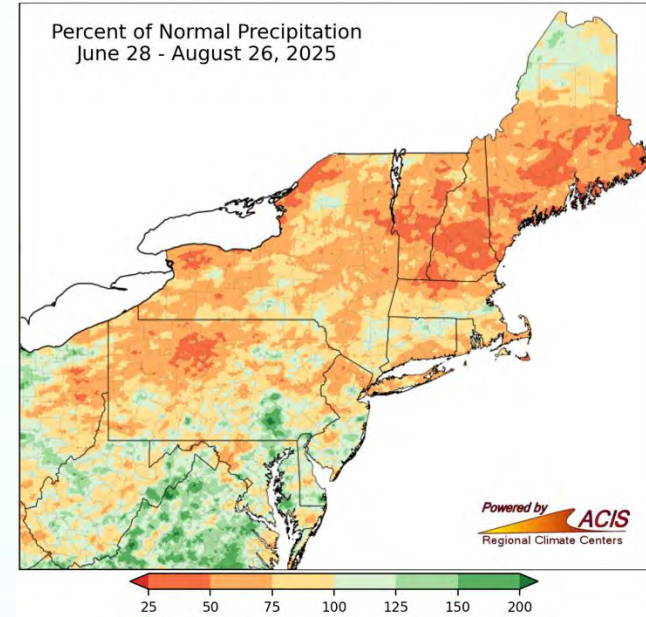 Percent of Normal Precipitation
June 28 - August 26, 2025
Powered by
ACIS
Regional Climate Centers
25 50 75 100 125 150 200